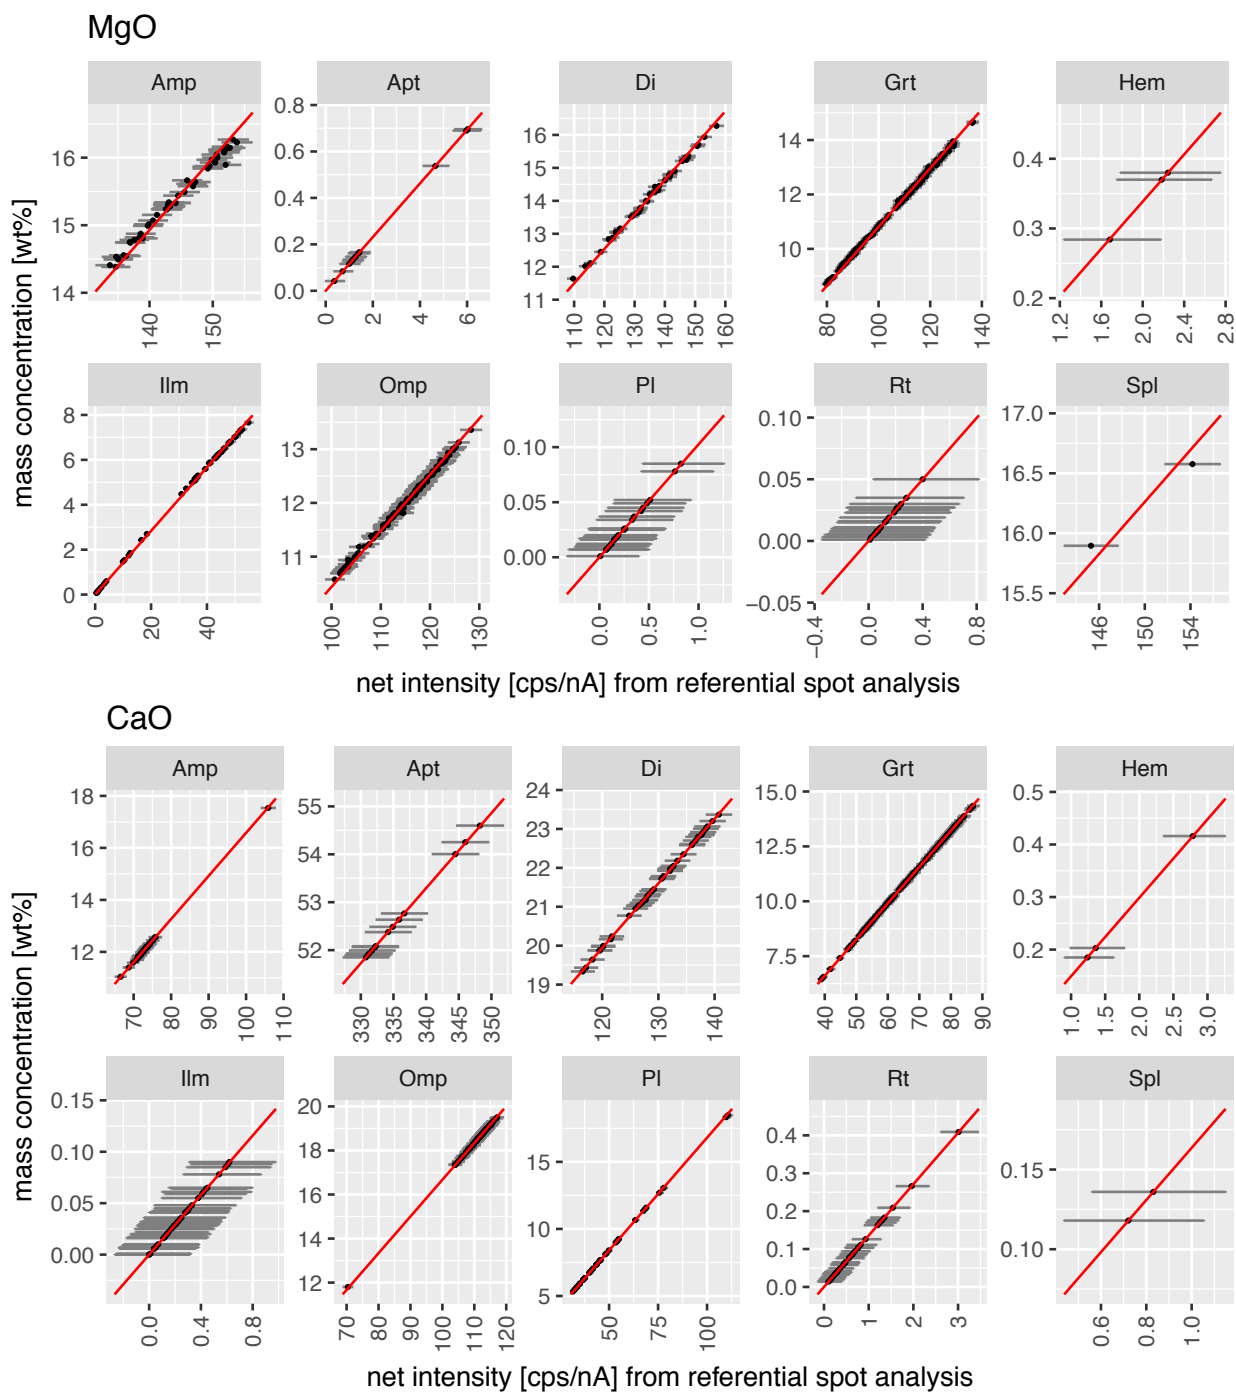 MgO
Amp Apt Di Grt Hem
16 15 14
0.8 0.6 0.4 0.2 0.0
16 15 14 13 12 11
14 12 10
0.4 0.3 0.2
140 150
0 2 4 6
110 120 130 140 150 160
80 100 120 140
1.2 1.6 2.0 2.4 2.8
Ilm Omp Pl Rt Spl
8 6 4 2 0
13 12 11
0.10 0.05 0.00
0.10 0.05 0.00 −0.05
17.0 16.5 16.0 15.5
0 20 40
100 110 120 130
0.0 0.5 1.0
−0.4 0.0 0.4 0.8
146 150 154
mass concentration [wt%]
net intensity [cps/nA] from referential spot analysis
CaO
Amp Apt Di Grt Hem
18 16 14 12
55 54 53 52
24 23 22 21 20 19
15.0 12.5 10.0 7.5
0.5 0.4 0.3 0.2
70 80 90 100 110
330 335 340 345 350
120 130 140
40 50 60 70 80 90
1.0 1.5 2.0 2.5 3.0
Ilm Omp Pl Rt Spl
0.15 0.10 0.05 0.00
20 18 16 14 12
15 10 5
0.4 0.3 0.2 0.1 0.0
0.15 0.10
0.0 0.4 0.8
70 80 90 100 110 120
50 75 100
0 1 2 3
0.6 0.8 1.0
mass concentration [wt%]
net intensity [cps/nA] from referential spot analysis